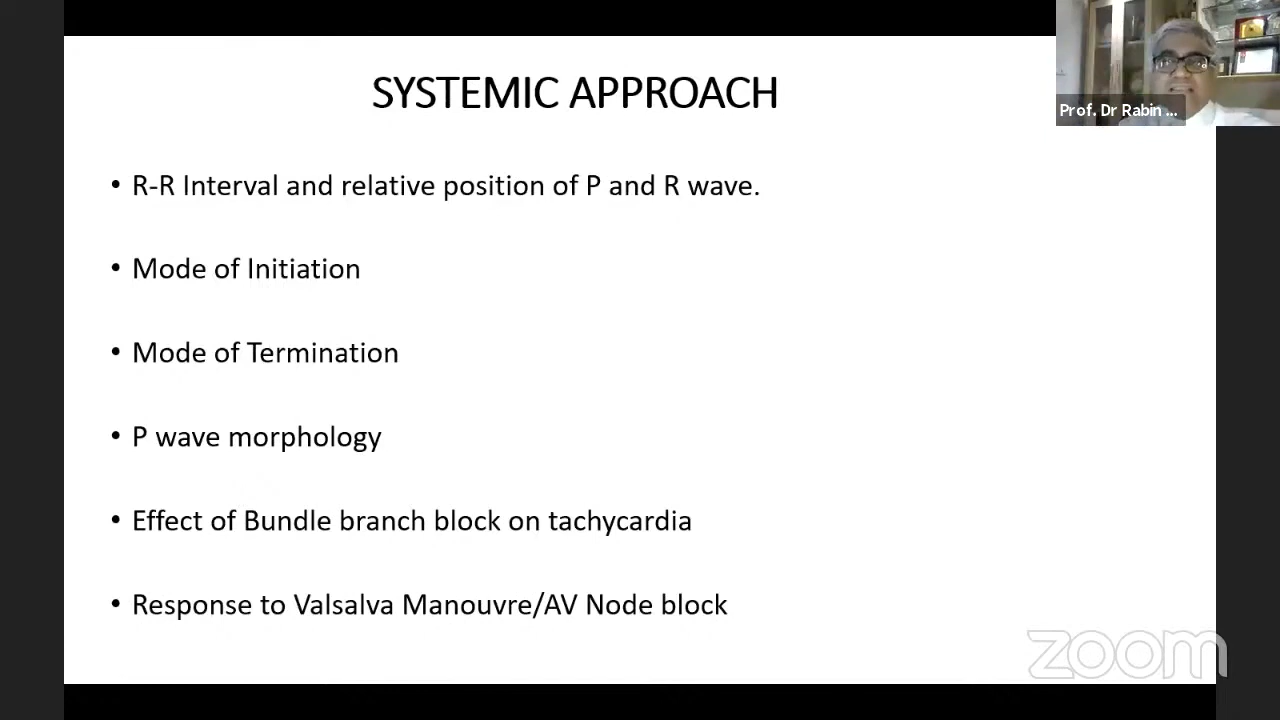 SYSTEMIC APPROACH
Prof. Dr Rabin ...
• R-R Interval and relative position of P and R wave.
• Mode of Initiation
• Mode of Termination
• P wave morphology
• Effect of Bundle branch block on tachycardia
• Response to Valsalva Manouvre/AV Node block
zoom